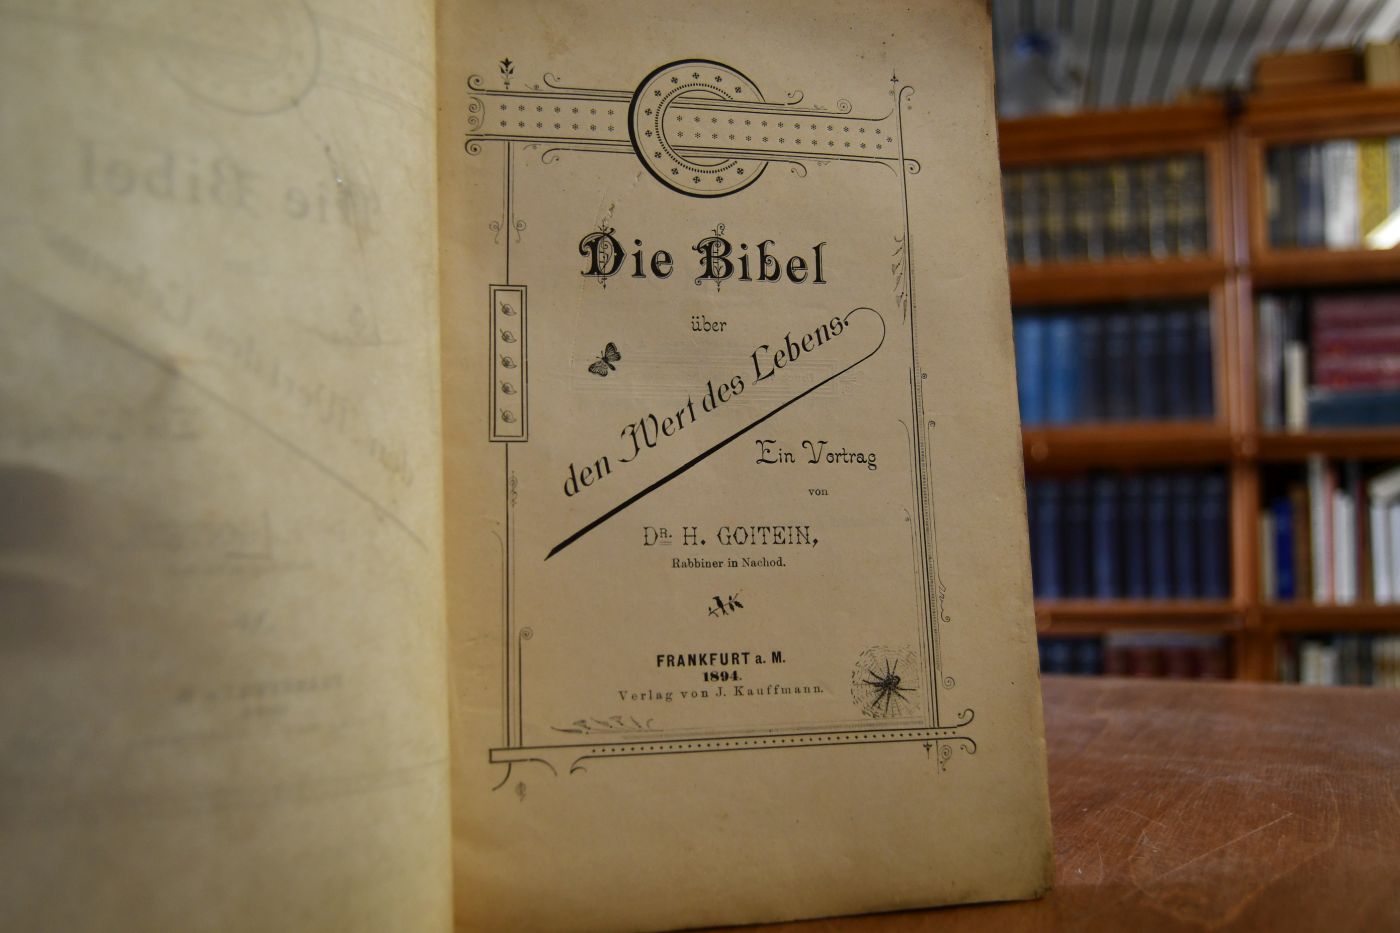 Die Bibel
über
den Wert des Lebens.
Ein Vortrag
von
DR. H. GOITEIN,
Rabbiner in Nachod.
FRANKFURT a. M.
1894.
Verlag von J. Kauffmann.